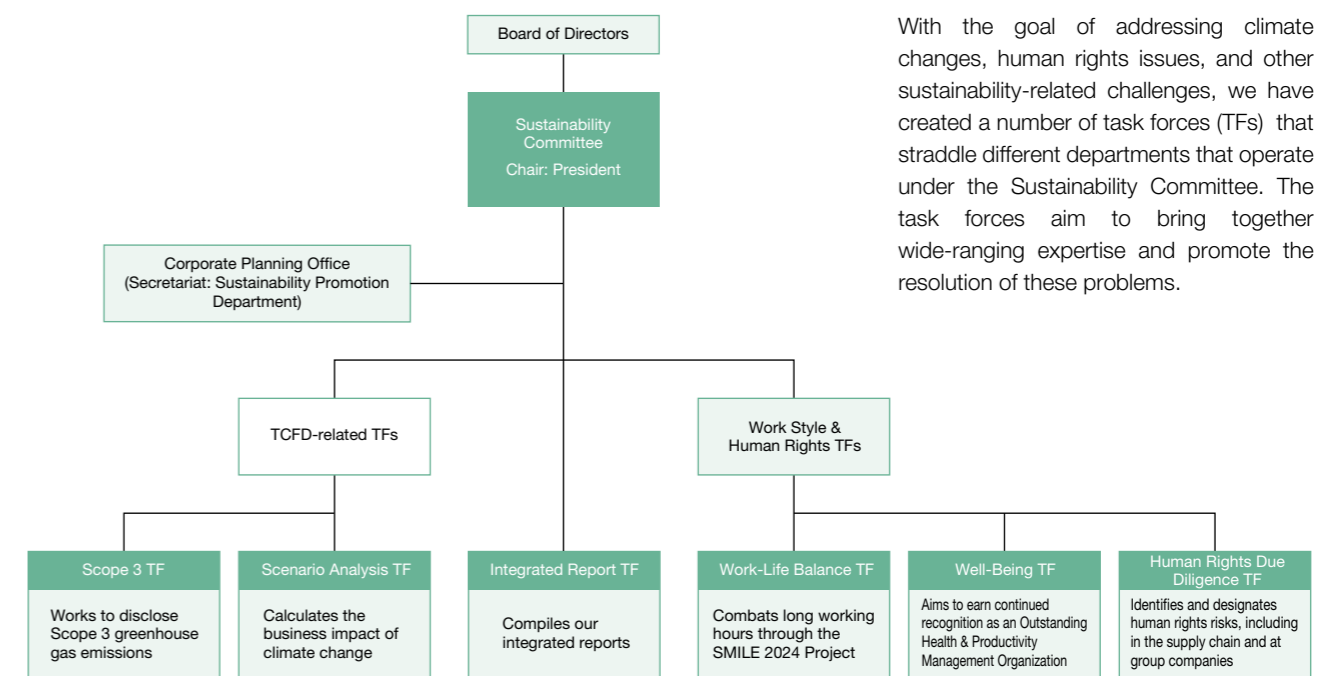 Board of Directors
Sustainability
Committee
Chair: President
With the goal of addressing climate
changes, human rights issues, and other
sustainability-related challenges, we have
created a number of task forces (TFs) that
straddle different departments that operate
under the Sustainability Committee. The
task forces aim to bring together
wide-ranging expertise and promote the
resolution of these problems.
Corporate Planning Office
(Secretariat: Sustainability Promotion
Department)
TCFD-related TFs
Work Style &
Human Rights TFs
Scope 3 TF
Works to disclose
Scope 3 greenhouse
gas emissions
Scenario Analysis TF
Calculates the
business impact of
climate change
Integrated Report TF
Compiles our
integrated reports
Work-Life Balance TF
Combats long working
hours through the
SMILE 2024 Project
Well-Being TF
Aims to earn continued
recognition as an Outstanding
Health & Productivity
Management Organization
Human Rights Due
Diligence TF
Identifies and designates
human rights risks, including
in the supply chain and at
group companies